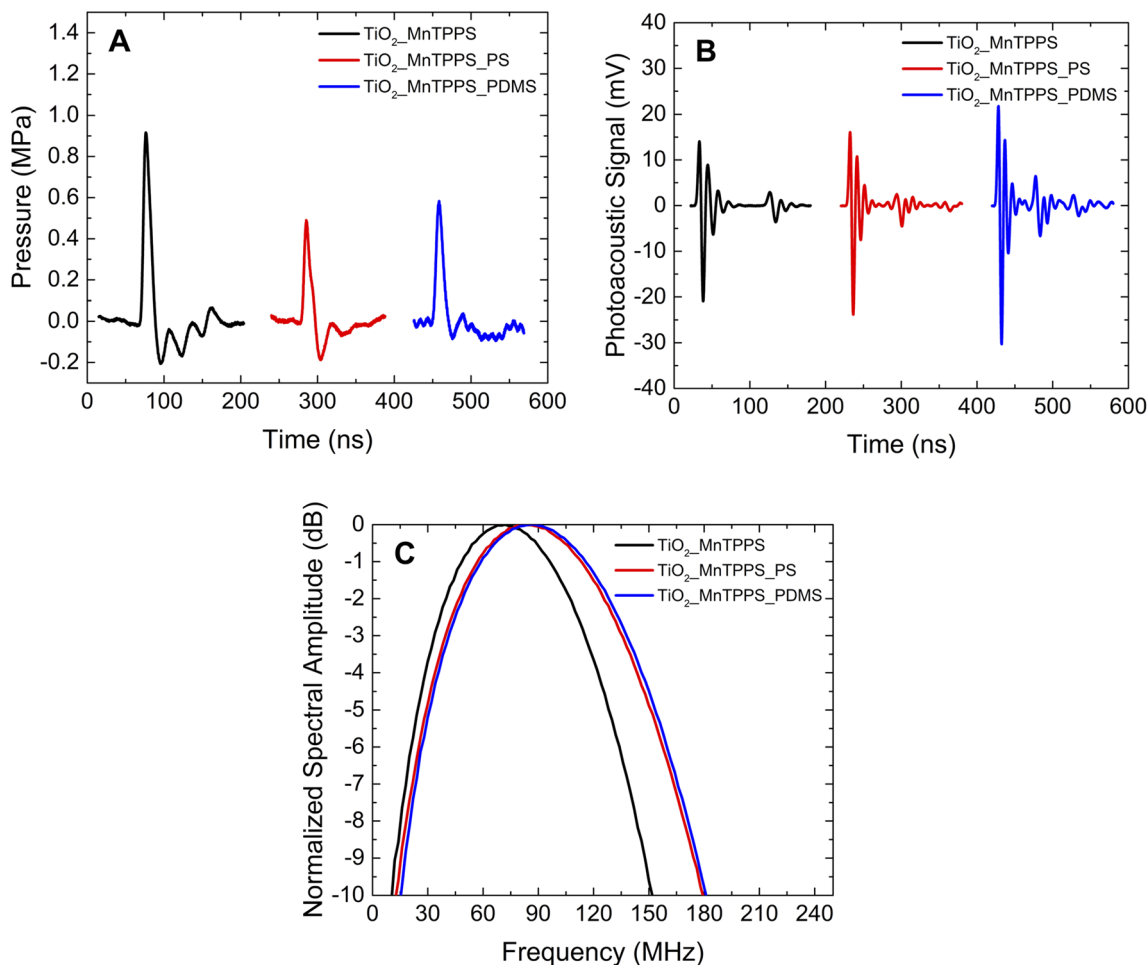 A
TiO2_MnTPPS
TiO2_MnTPPS_PS
TiO2_MnTPPS_PDMS
1.4
1.2
1.0
0.8
0.6
0.4
0.2
0.0
-0.2
Pressure (MPa)
0 100 200 300 400 500 600
Time (ns)
B
TiO2_MnTPPS
TiO2_MnTPPS_PS
TiO2_MnTPPS_PDMS
40
30
20
10
0
-10
-20
-30
-40
Photoacoustic Signal (mV)
0 100 200 300 400 500 600
Time (ns)
C
TiO2_MnTPPS
TiO2_MnTPPS_PS
TiO2_MnTPPS_PDMS
0
-1
-2
-3
-4
-5
-6
-7
-8
-9
-10
Normalized Spectral Amplitude (dB)
0 30 60 90 120 150 180 210 240
Frequency (MHz)